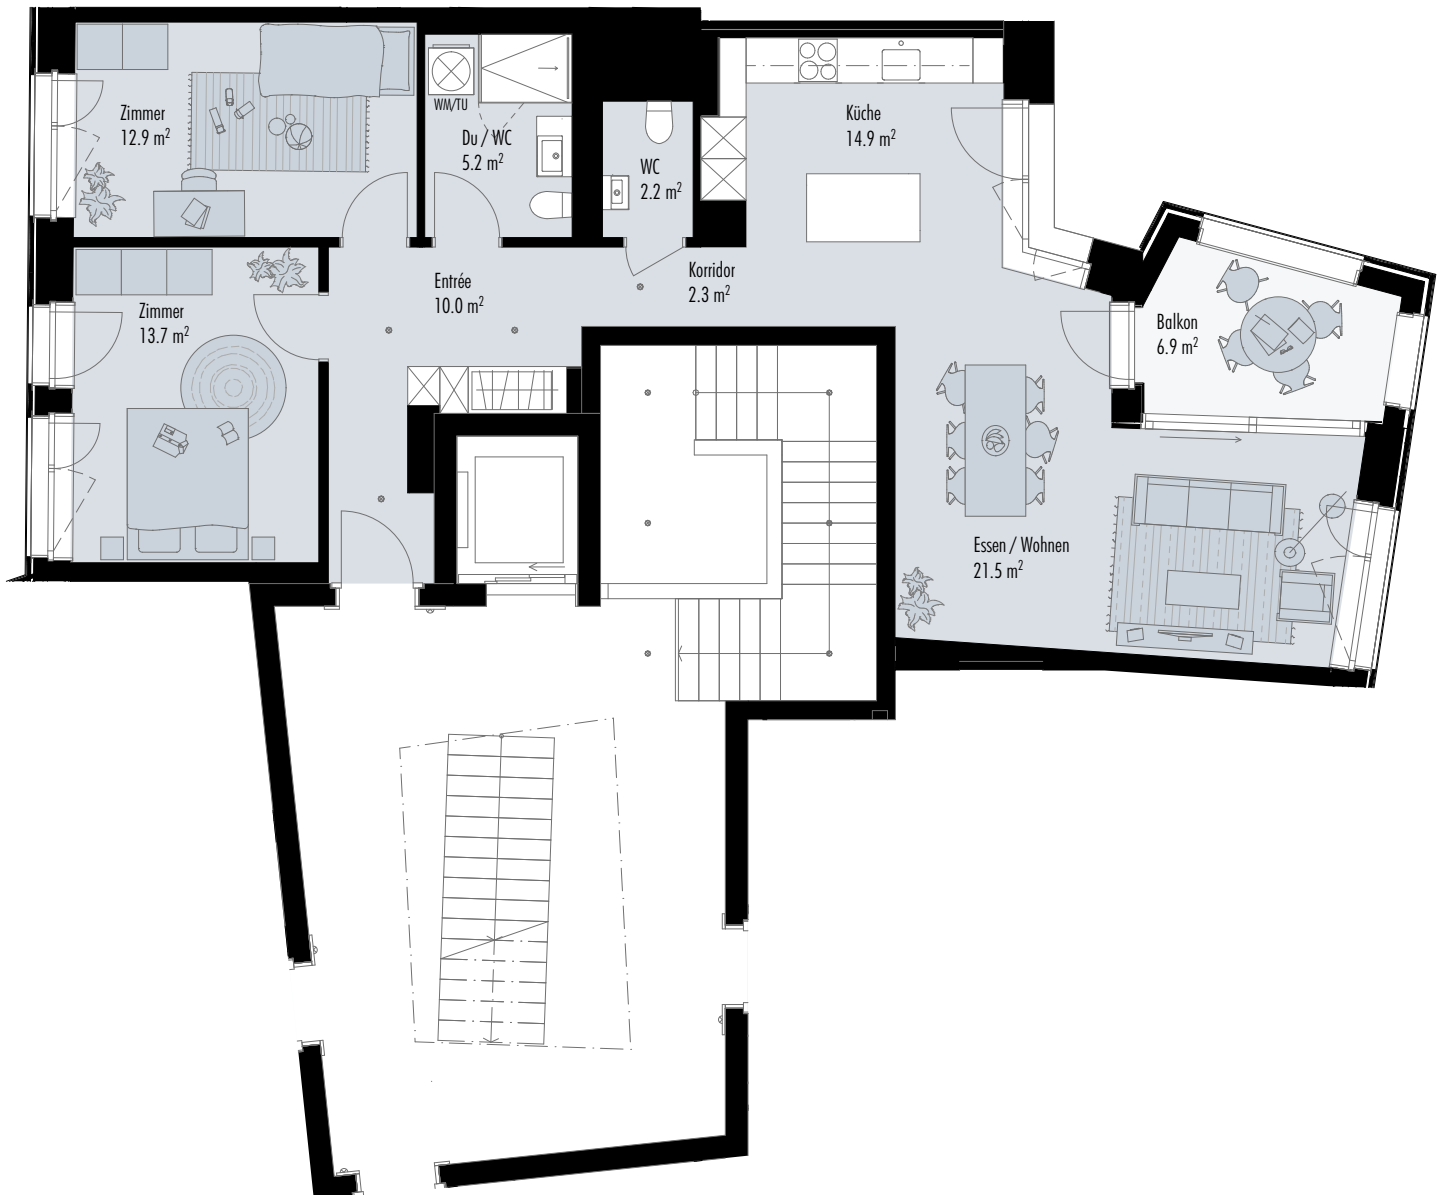 Zimmer
12.9 m²
WM/TU
Du / WC
5.2 m²
WC
2.2 m²
Küche
14.9 m²
Zimmer
13.7 m²
Entrée
10.0 m²
Korridor
2.3 m²
Balkon
6.9 m²
Essen / Wohnen
21.5 m²